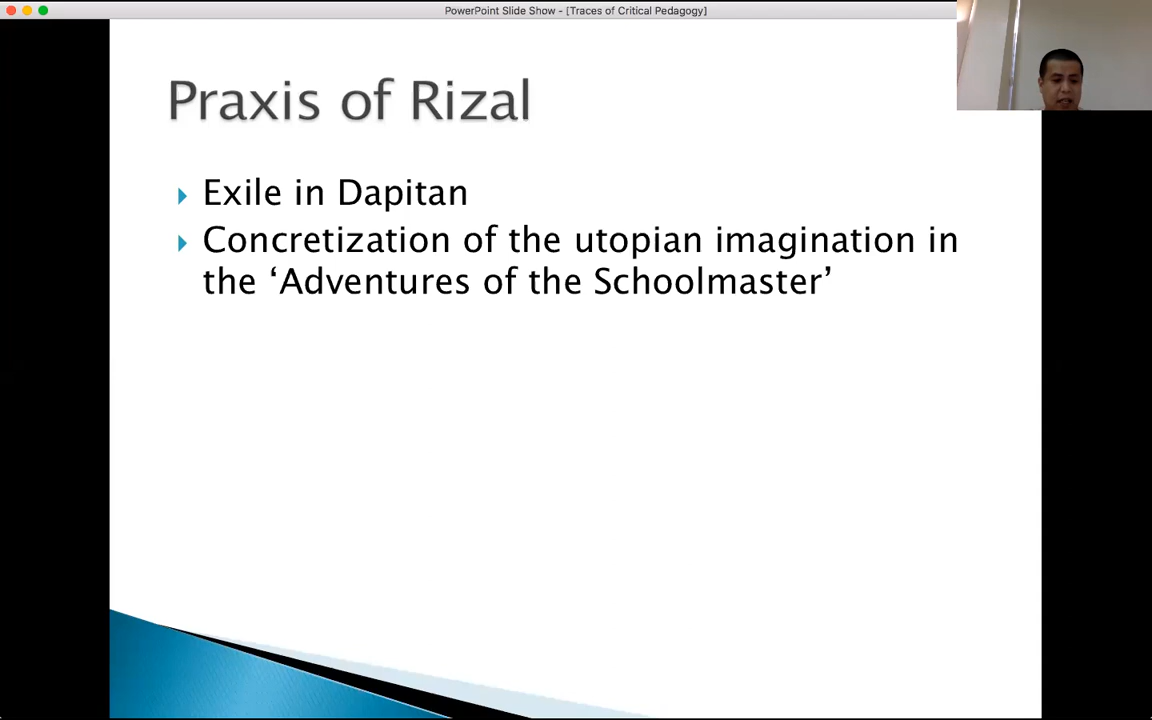 PowerPoint Slide Show - [Traces of Critical Pedagogy]
Praxis of Rizal
Exile in Dapitan
Concretization of the utopian imagination in
the ‘Adventures of the Schoolmaster’